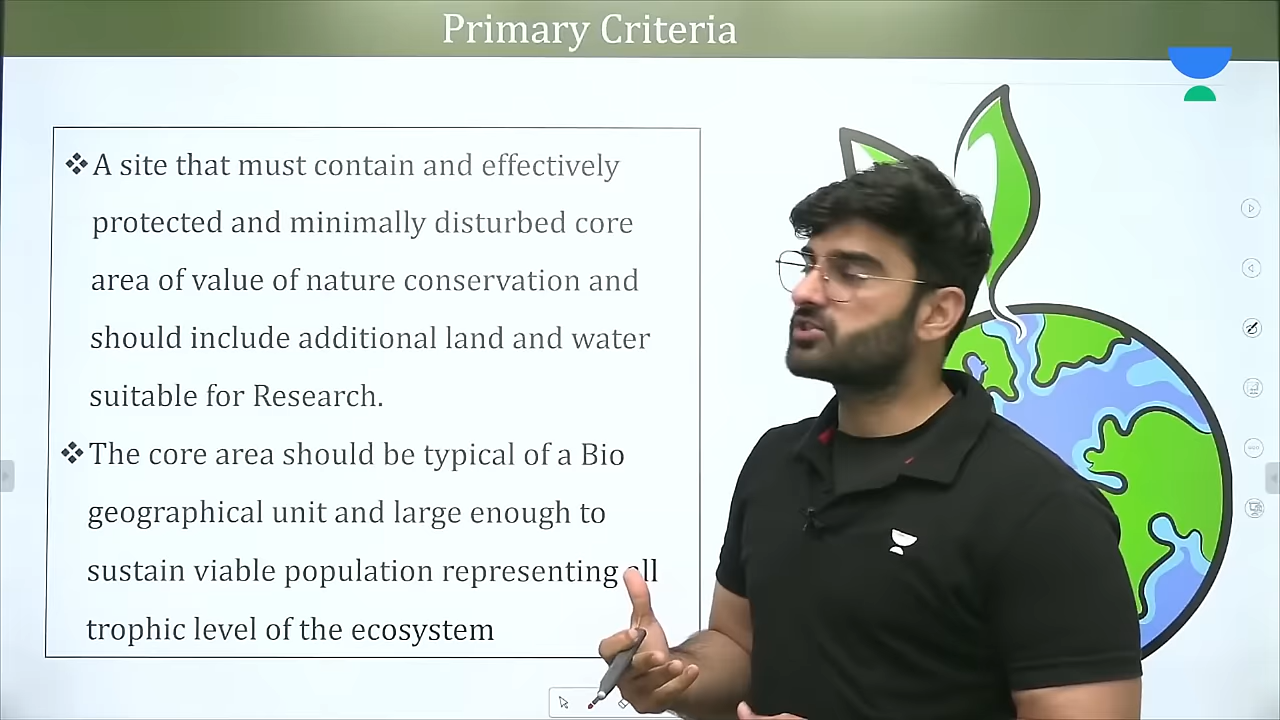 Primary Criteria
❖A site that must contain and effectively
protected and minimally disturbed core
area of value of nature conservation and
should include additional land and water
suitable for Research.
❖The core area should be typical of a Bio
geographical unit and large enough to
sustain viable population representing all
trophic level of the ecosystem